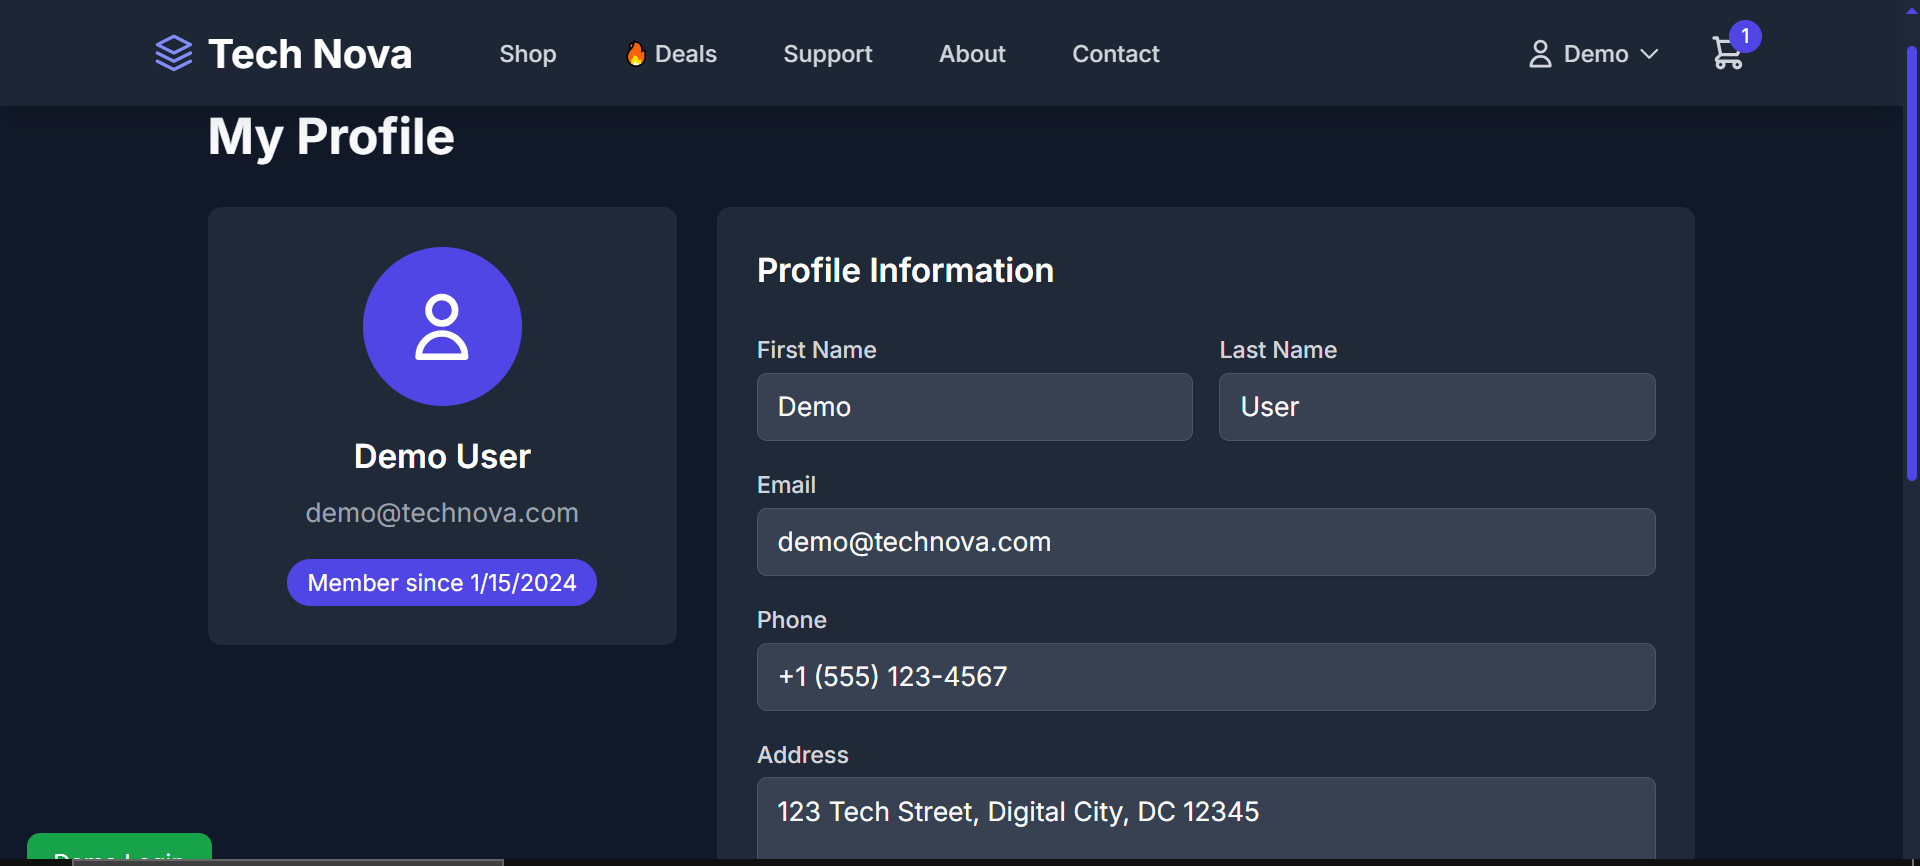 Tech Nova
Shop
Deals
Support
About
Contact
Demo
1
My Profile
Demo User
demo@technova.com
Member since 1/15/2024
Profile Information
First Name
Last Name
Demo
User
Email
demo@technova.com
Phone
+1 (555) 123-4567
Address
123 Tech Street, Digital City, DC 12345
Demo Login